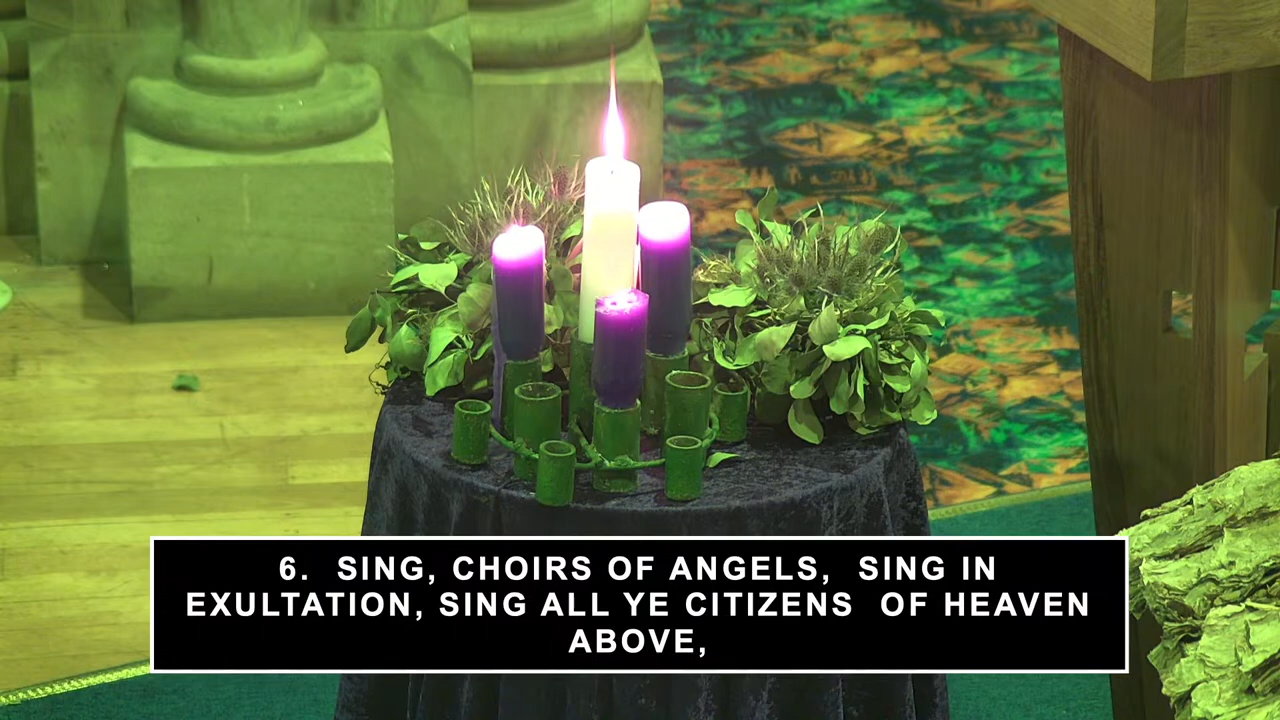 6.  SING, CHOIRS OF ANGELS,  SING IN
EXULTATION, SING ALL YE CITIZENS  OF HEAVEN
ABOVE,